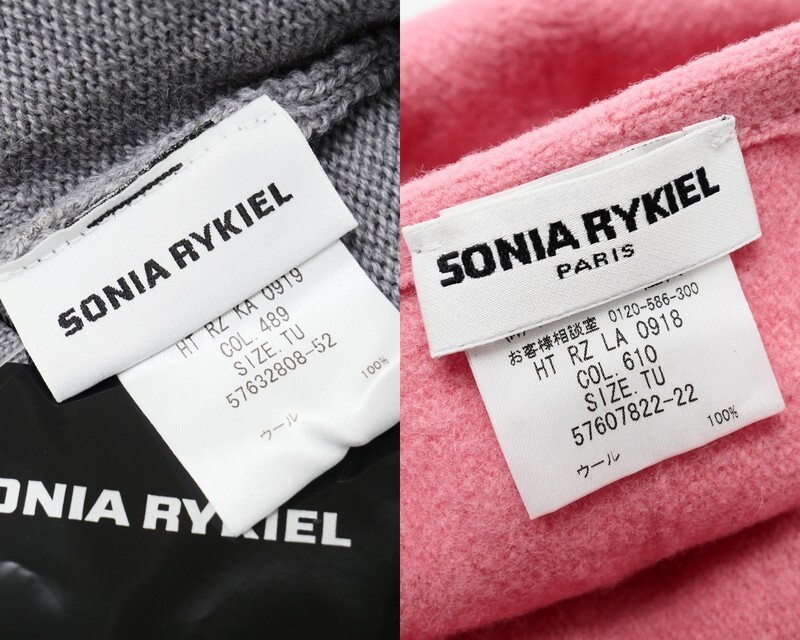 SONIA RYKIEL
HT RZ KA 0919
COL. 489
SIZE. TU
57632808-52
100%
ウール
ONIA RYKIEL
SONIA RYKIEL
PARIS
お客様相談室 0120-586-300
HT RZ LA 0918
COL. 610
SIZE. TU
57607822-22
100%
ウール